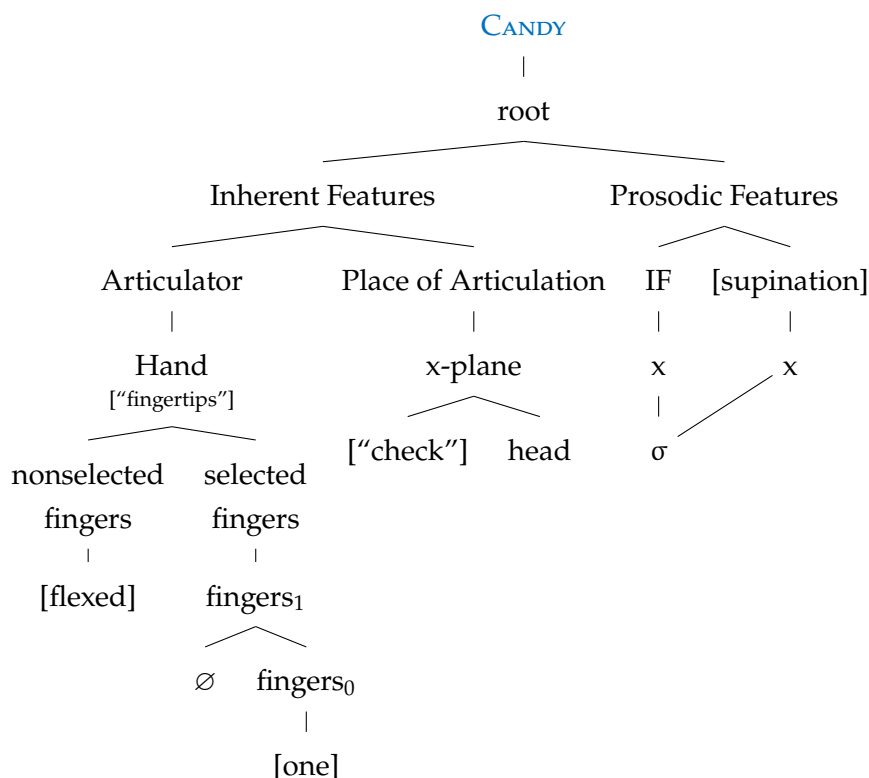 CANDY
root
Inherent Features Prosodic Features
Articulator Place of Articulation IF [supination]
Hand x-plane x x
[“fingertips”]
[“check”] head σ
nonselected selected
fingers fingers
[flexed] fingers₁
∅ fingers₀
[one]